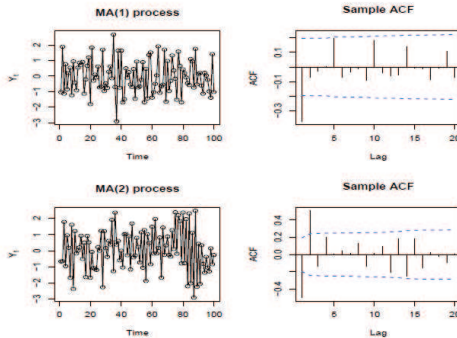 MA(1) process
Sample ACF
Yt
2
1
0
-1
-2
-3
0 20 40 60 80 100
Time
ACF
0.3
0.1
-0.1
-0.3
5 10 15 20
Lag
MA(2) process
Sample ACF
Yt
2
1
0
-1
-2
-3
0 20 40 60 80 100
Time
ACF
0.4
0.0
-0.4
5 10 15 20
Lag